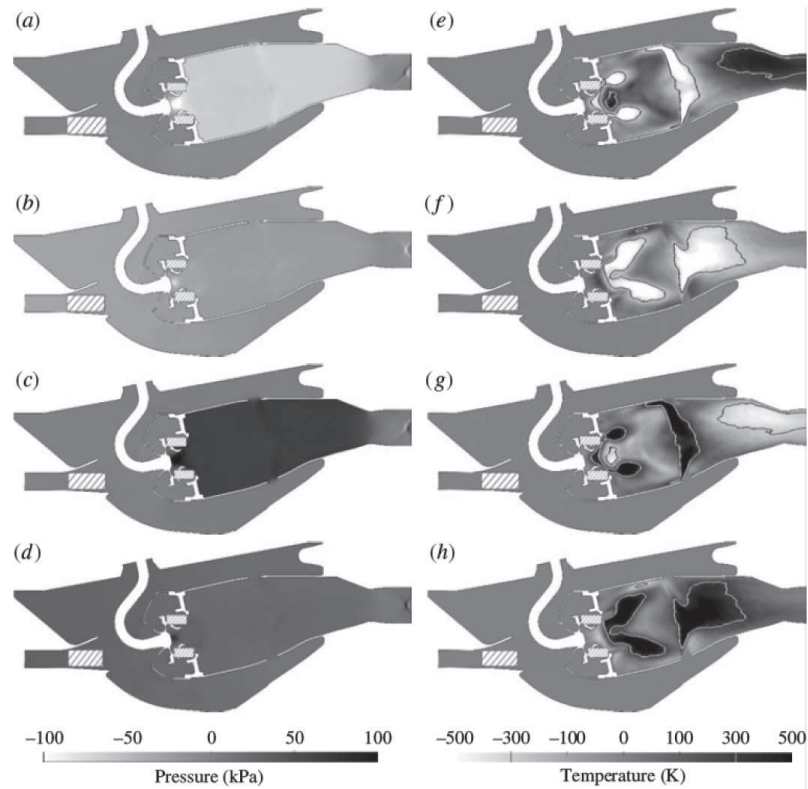 (a)
(e)
(b)
(f)
(c)
(g)
(d)
(h)
−100 −50 0 50 100
Pressure (kPa)
−500 −300 −100 0 100 300 500
Temperature (K)